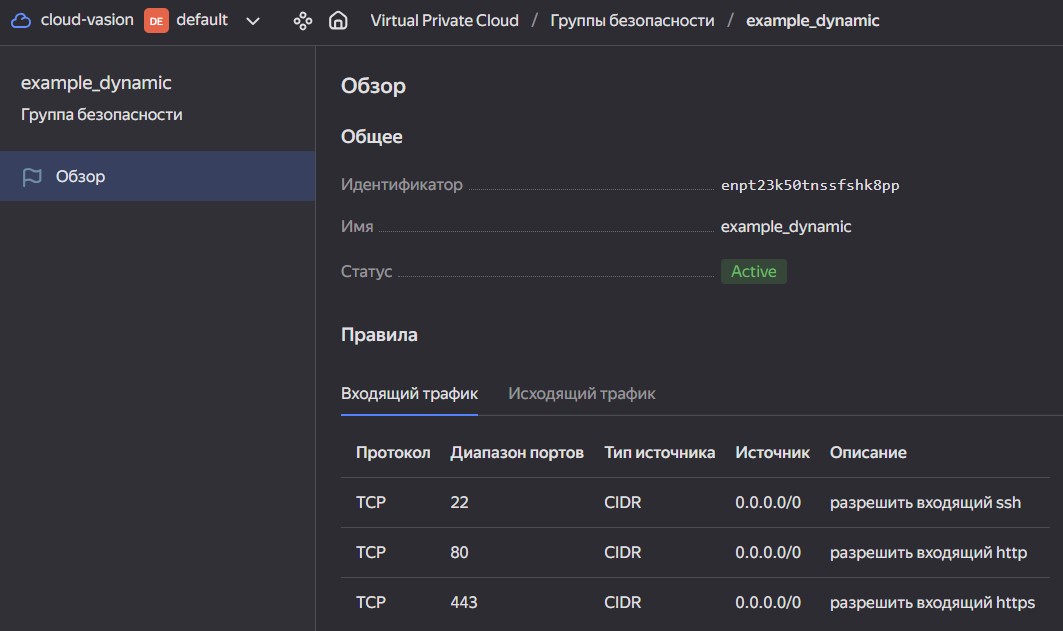 cloud-vasion DE default Virtual Private Cloud / Группы безопасности / example_dynamic
example_dynamic
Группа безопасности
Обзор
Обзор
Общее
Идентификатор enpt23k50tnssfshk8pp
Имя example_dynamic
Статус Active
Правила
Входящий трафик Исходящий трафик
Протокол Диапазон портов Тип источника Источник Описание
TCP 22 CIDR 0.0.0.0/0 разрешить входящий ssh
TCP 80 CIDR 0.0.0.0/0 разрешить входящий http
TCP 443 CIDR 0.0.0.0/0 разрешить входящий https